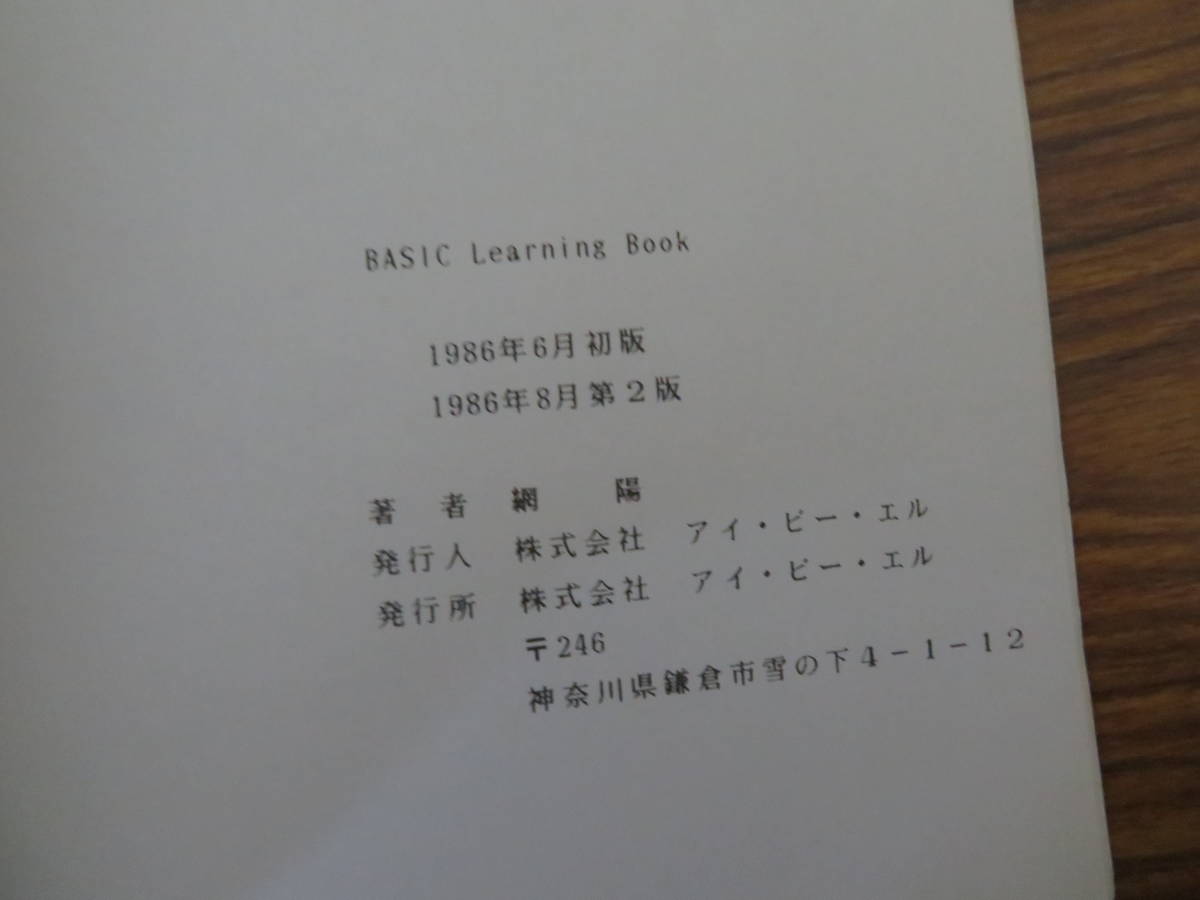 BASIC Learning Book
1986年6月初版
1986年8月第２版
著　者　網　　陽
発行人　株式会社　アイ・ビー・エル
発行所　株式会社　アイ・ビー・エル
〒246
神奈川県鎌倉市雪の下４－１－１２